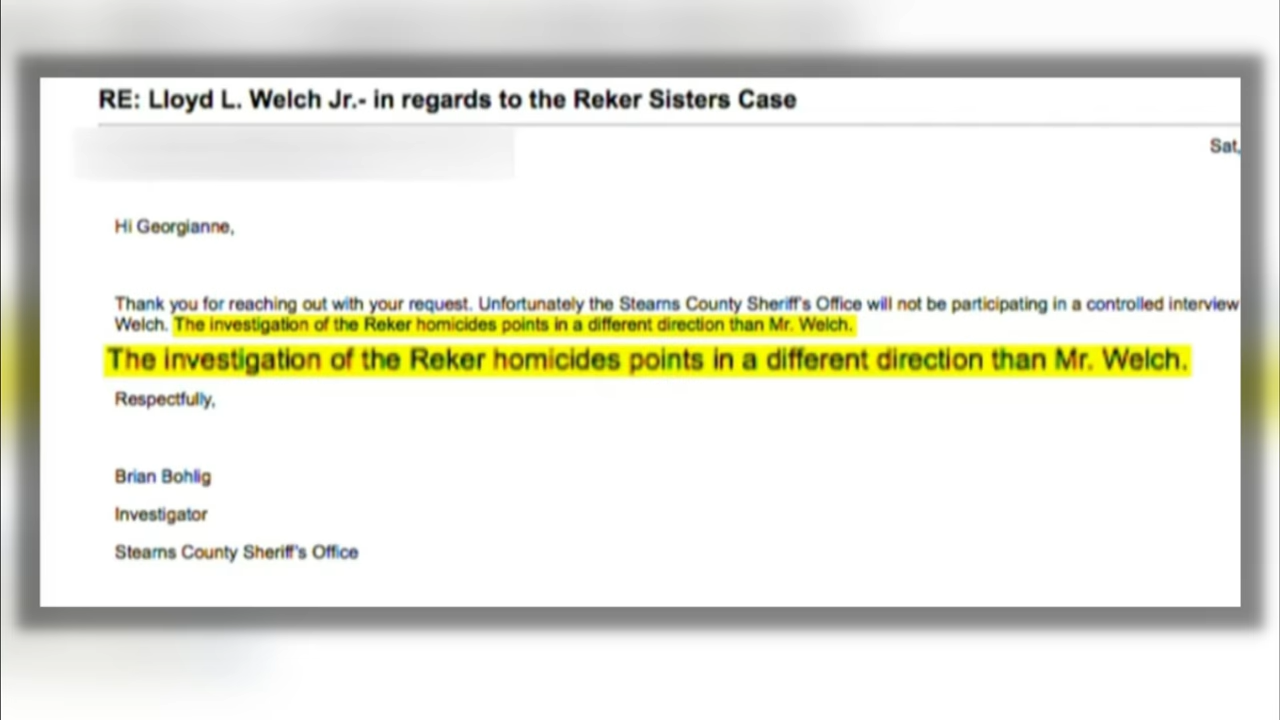 RE: Lloyd L. Welch Jr.- in regards to the Reker Sisters Case
Sat,
Hi Georgianne,
Thank you for reaching out with your request. Unfortunately the Stearns County Sheriff's Office will not be participating in a controlled interview
Welch. The investigation of the Reker homicides points in a different direction than Mr. Welch.
The investigation of the Reker homicides points in a different direction than Mr. Welch.
Respectfully,
Brian Bohlig
Investigator
Stearns County Sheriff's Office